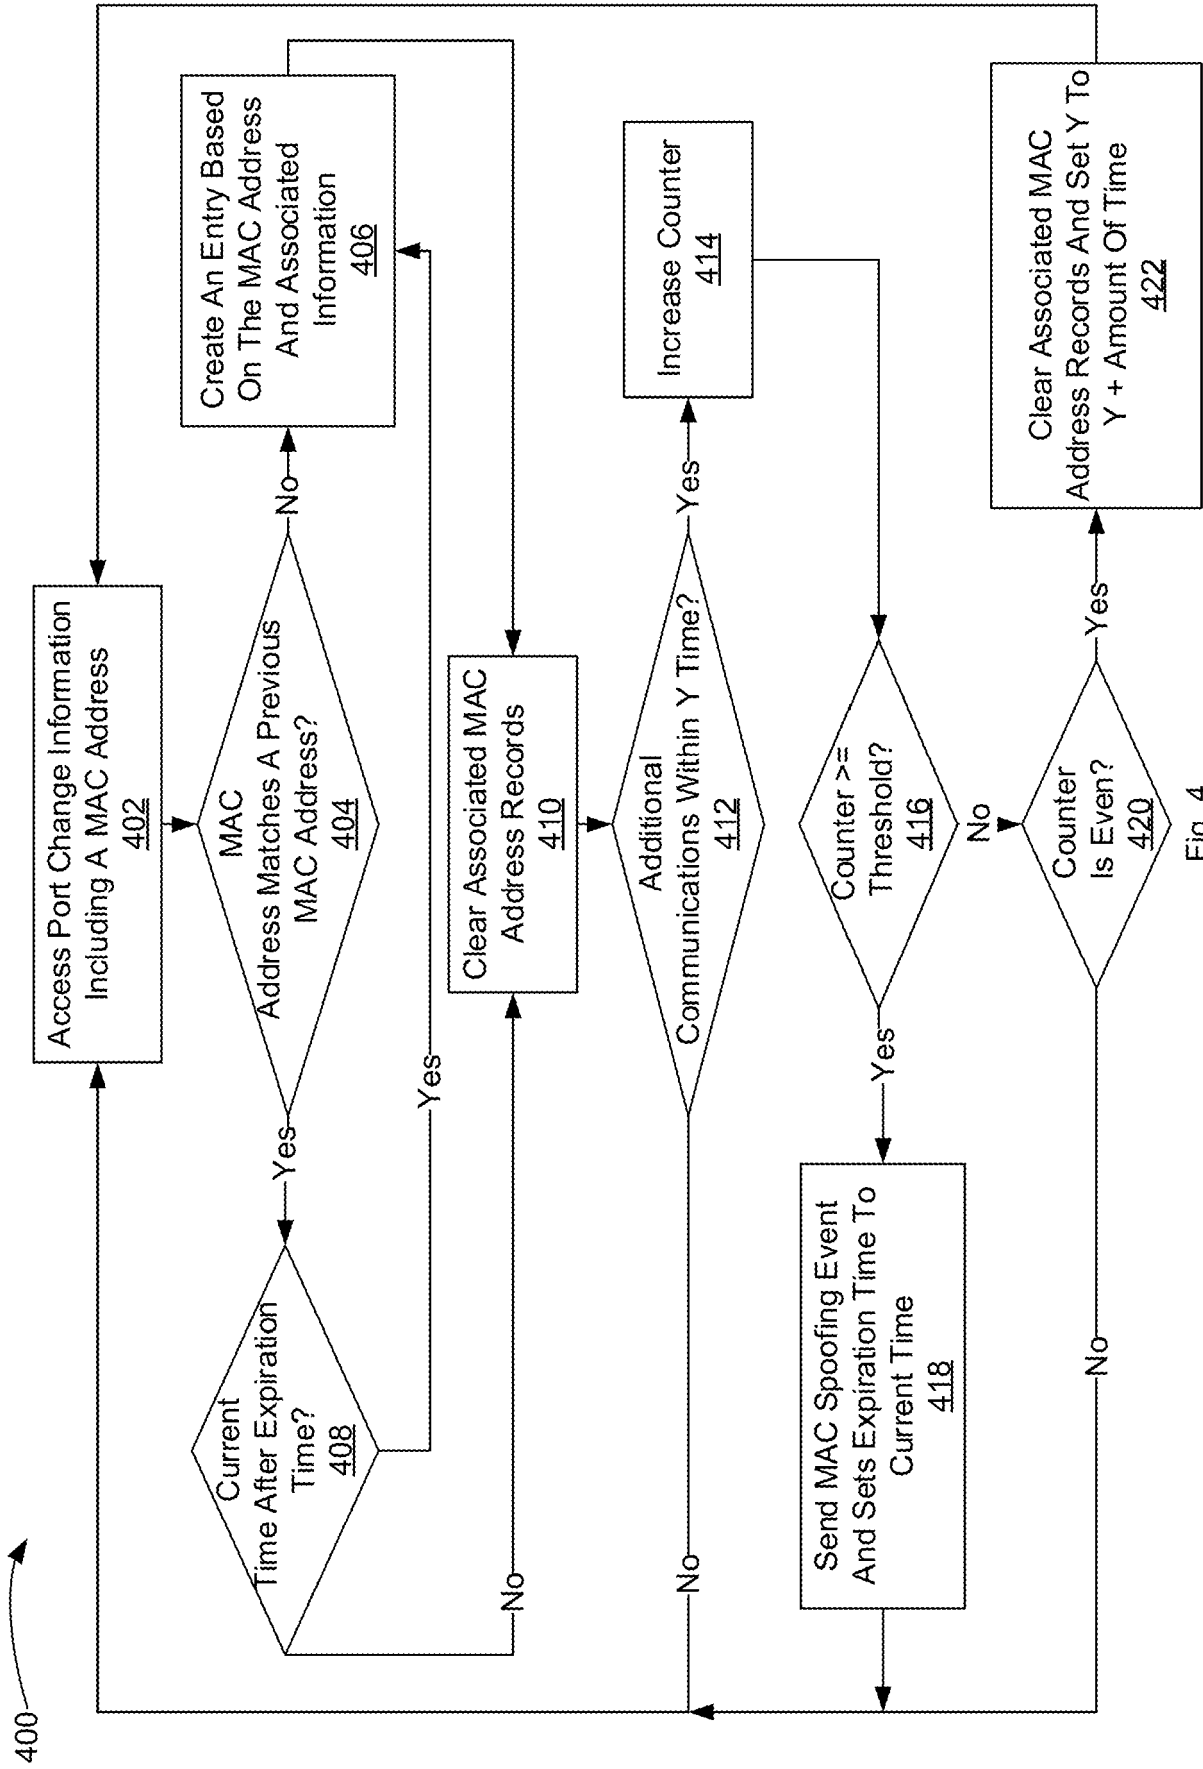 400
Access Port Change Information
Including A MAC Address
402
MAC
Address Matches A Previous
MAC Address?
404
No
Create An Entry Based
On The MAC Address
And Associated
Information
406
Yes
Current
Time After Expiration
Time?
408
Yes
No
Clear Associated MAC
Address Records
410
Additional
Communications Within Y Time?
412
No
Yes
Increase Counter
414
Counter >=
Threshold?
416
Yes
No
Send MAC Spoofing Event
And Sets Expiration Time To
Current Time
418
Counter
Is Even?
420
No
Yes
Clear Associated MAC
Address Records And Set Y To
Y + Amount Of Time
422
Fig. 4